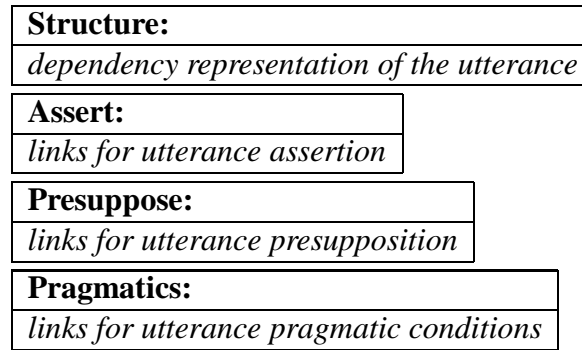 Structure:
dependency representation of the utterance
Assert:
links for utterance assertion
Presuppose:
links for utterance presupposition
Pragmatics:
links for utterance pragmatic conditions